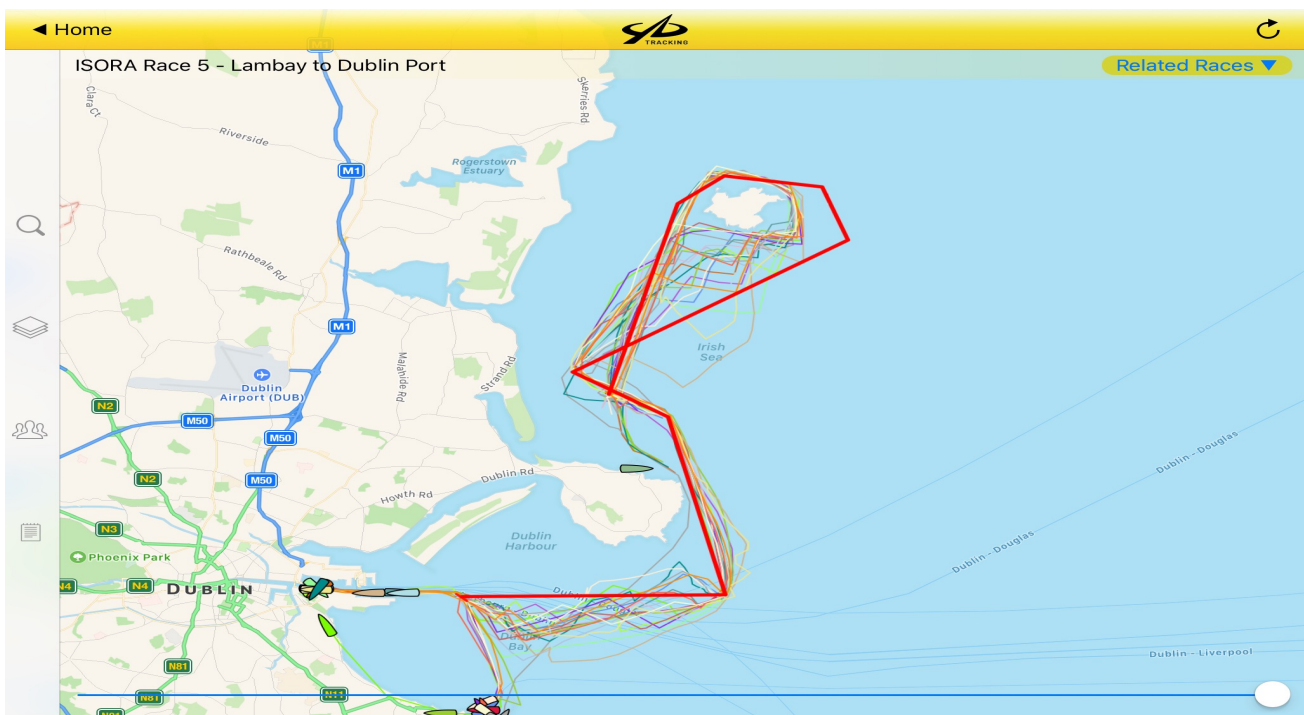 ◀ Home
TRACKING
M1
ISORA Race 5 - Lambay to Dublin Port
Related Races ▼
Clara Ct
Skerries Rd
Riverside
Rogerstown
Estuary
M1
Rathbeale Rd
M1
Irish
Sea
Malahide Rd
Strand Rd
Dublin
Airport (DUB)
N2
M50
M50
Dublin - Douglas
N2
M50
Dublin Rd
Howth Rd
N3
Dublin
Harbour
Dublin - Douglas
Phoenix Park
N4
N4
DUBLIN
Bay
Dublin - Liverpool
N81
N81
N11